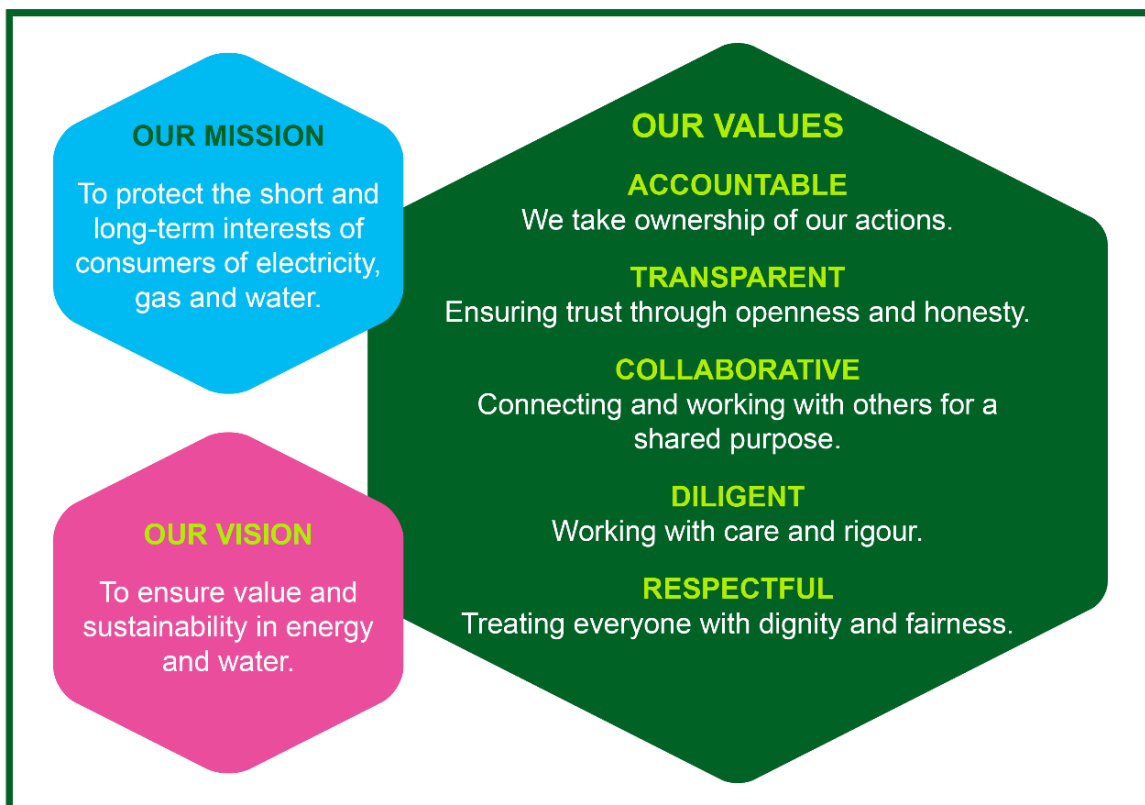 OUR MISSION
To protect the short and
long-term interests of
consumers of electricity,
gas and water.
OUR VISION
To ensure value and
sustainability in energy
and water.
OUR VALUES
ACCOUNTABLE
We take ownership of our actions.
TRANSPARENT
Ensuring trust through openness and honesty.
COLLABORATIVE
Connecting and working with others for a
shared purpose.
DILIGENT
Working with care and rigour.
RESPECTFUL
Treating everyone with dignity and fairness.